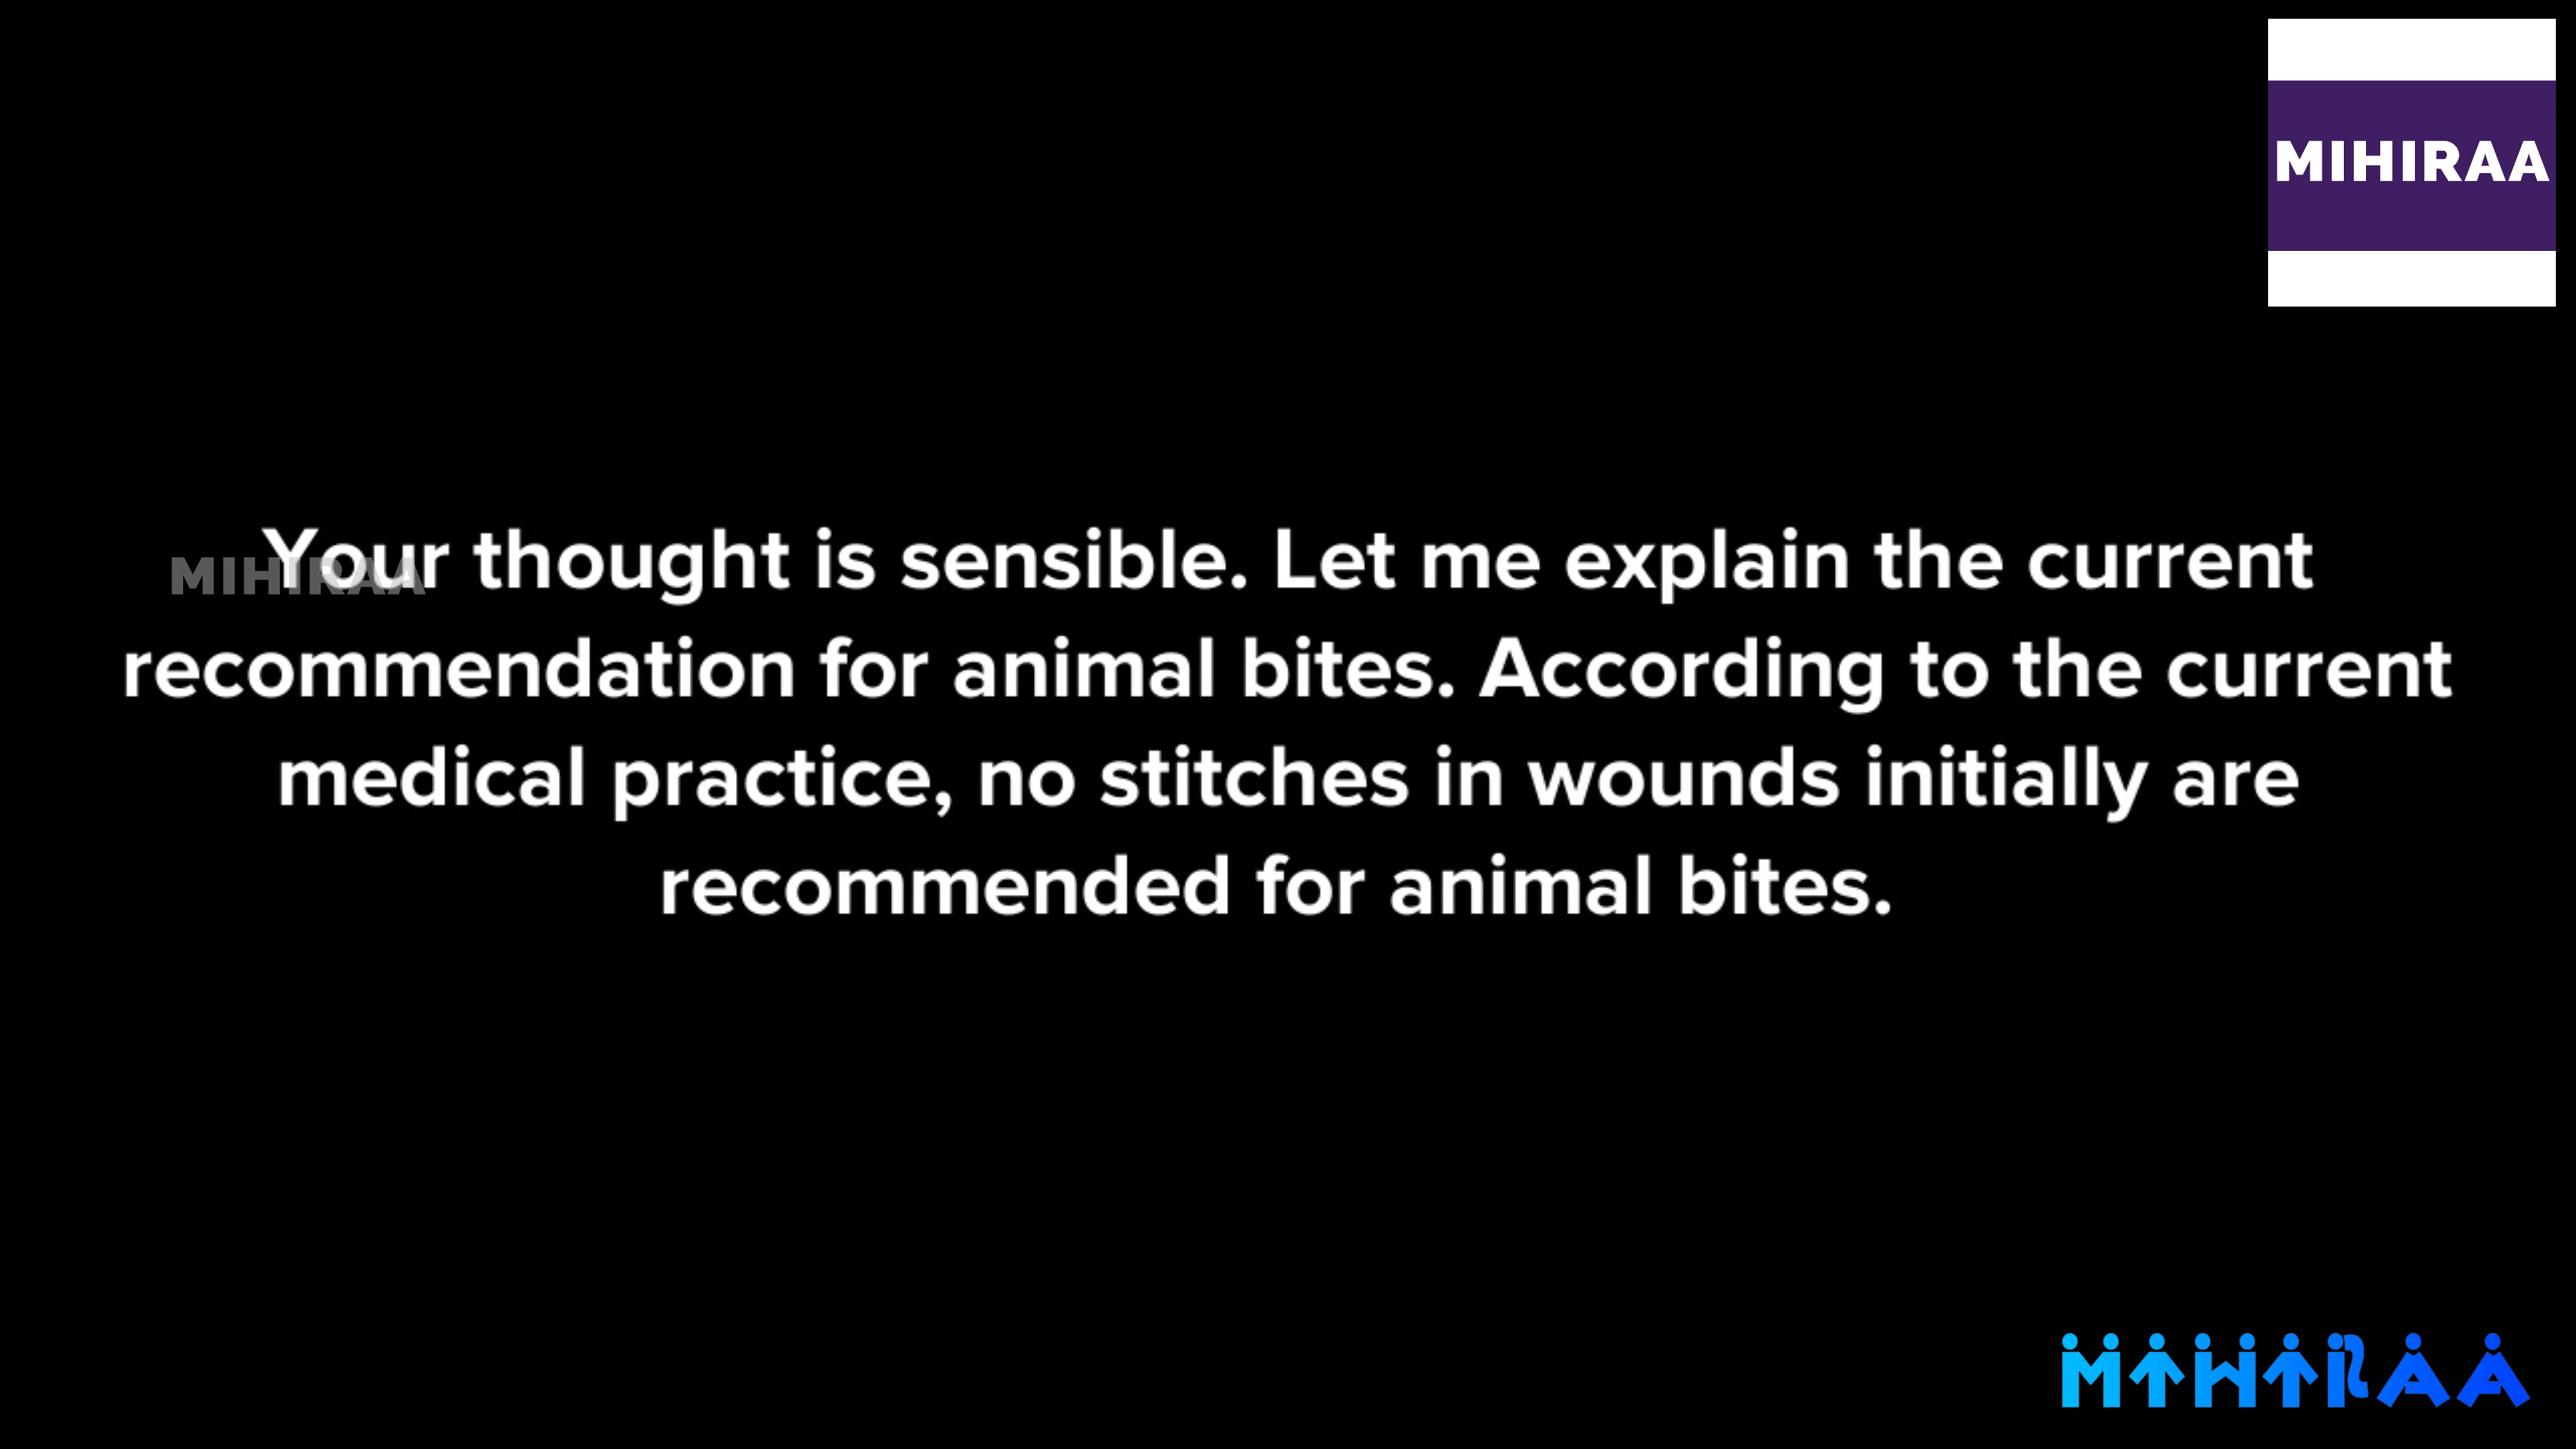 MIHIRAA
Your thought is sensible. Let me explain the current
MIHIRAA
recommendation for animal bites. According to the current
medical practice, no stitches in wounds initially are
recommended for animal bites.
MIHIRAA